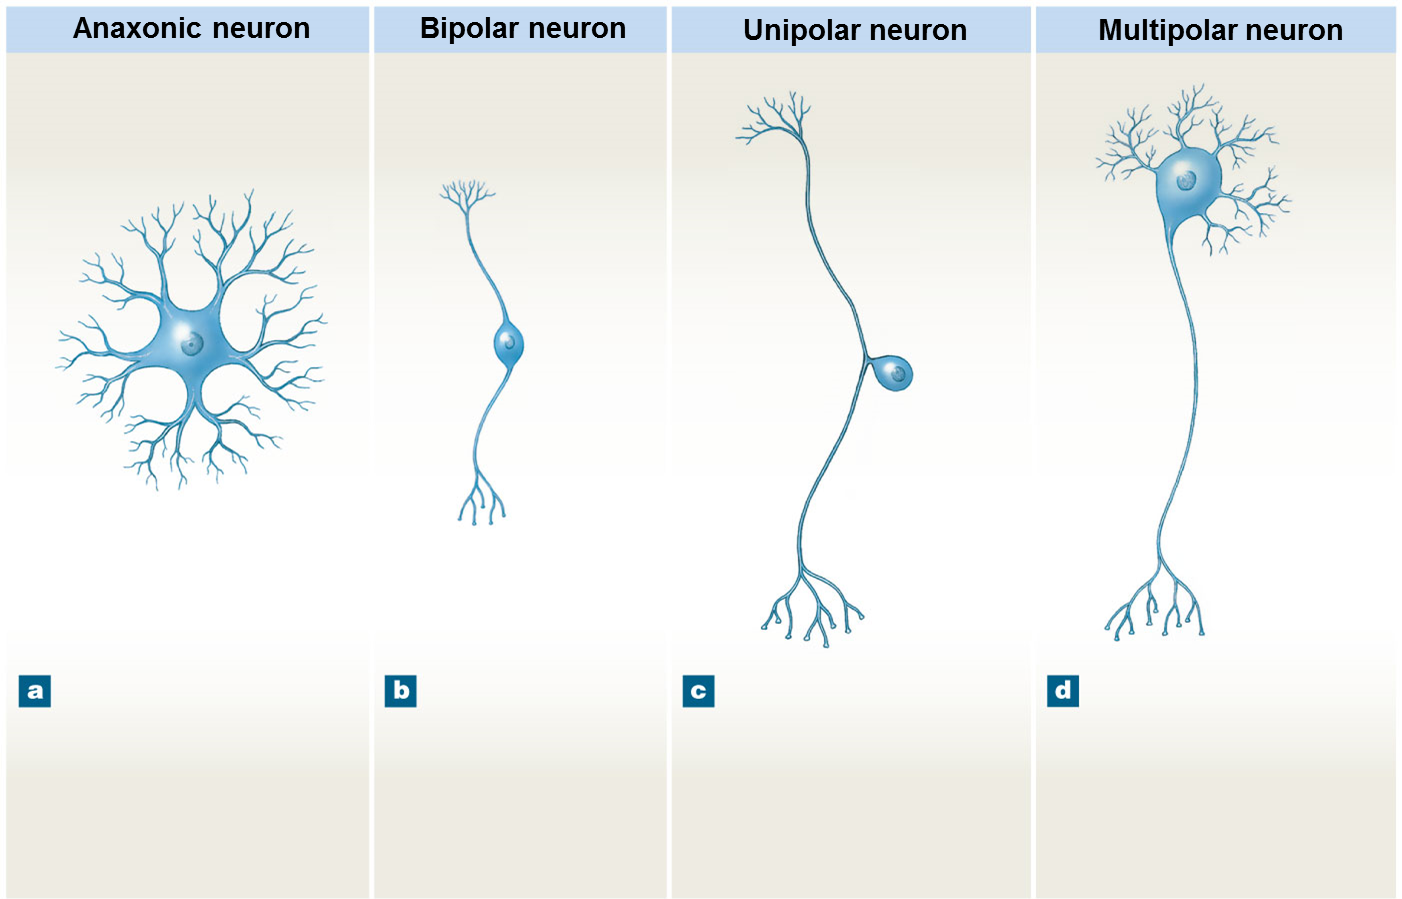 Anaxonic neuron
Bipolar neuron
Unipolar neuron
Multipolar neuron
a
b
c
d